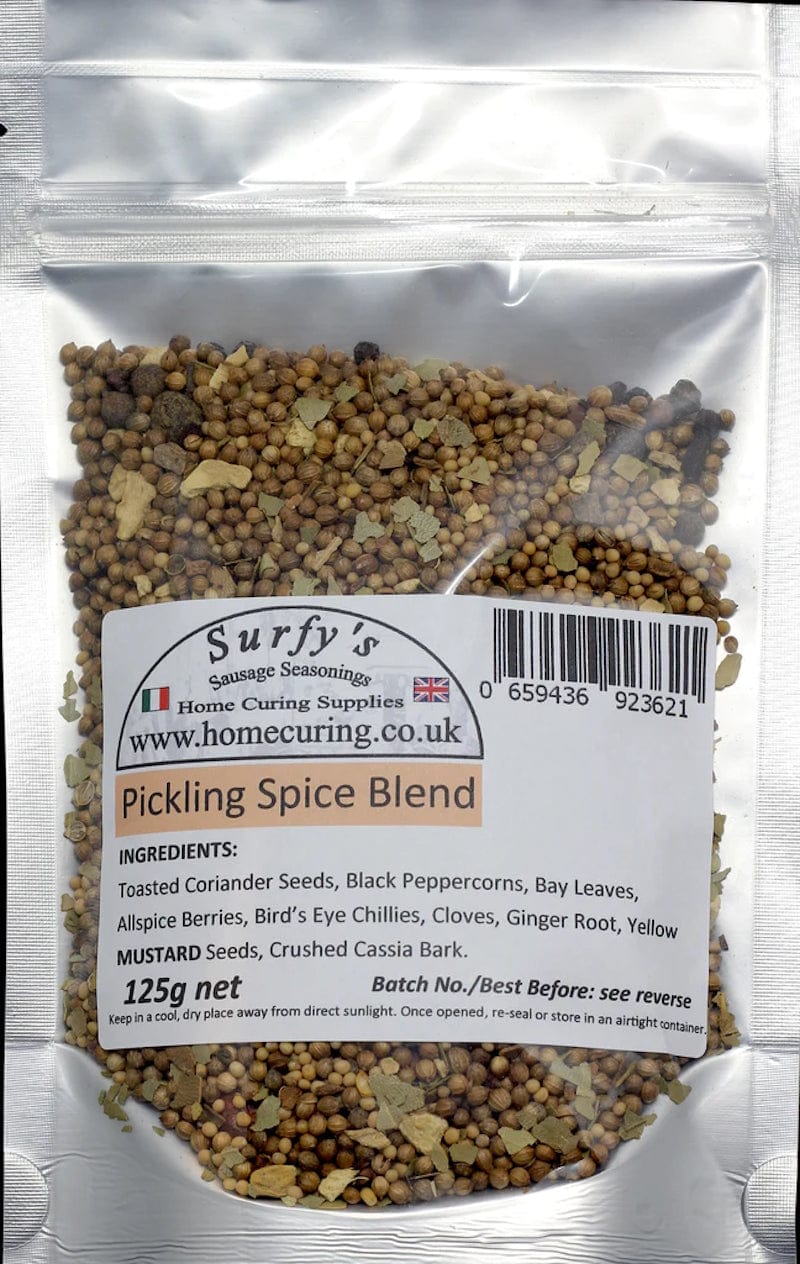 Surfy's
Sausage Seasonings
Home Curing Supplies
www.homecuring.co.uk
0 659436 923621
Pickling Spice Blend
INGREDIENTS:
Toasted Coriander Seeds, Black Peppercorns, Bay Leaves,
Allspice Berries, Bird's Eye Chillies, Cloves, Ginger Root, Yellow
MUSTARD Seeds, Crushed Cassia Bark.
125g net
Batch No./Best Before: see reverse
Keep in a cool, dry place away from direct sunlight. Once opened, re-seal or store in an airtight container.